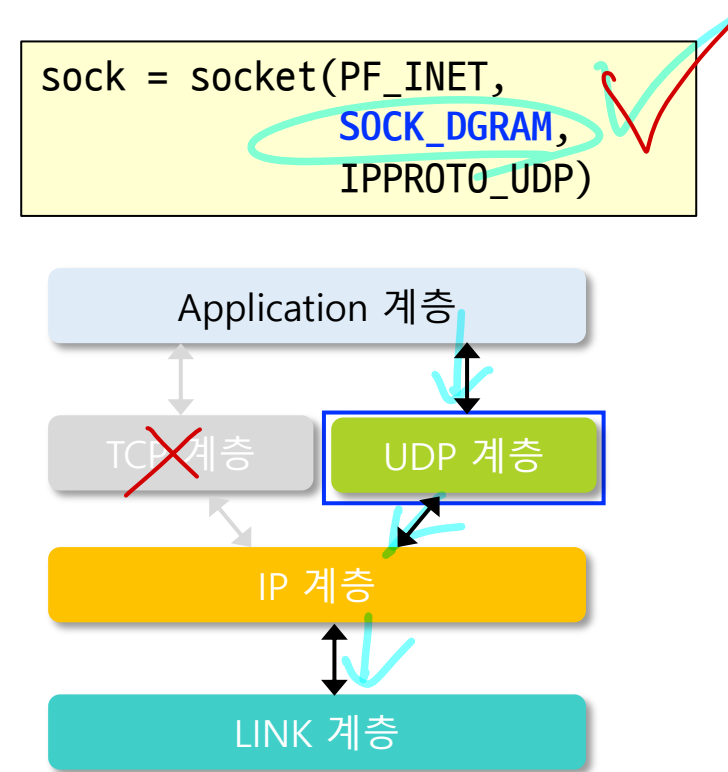 sock = socket(PF_INET,
SOCK_DGRAM,
IPPROTO_UDP)
Application 계층
TCP 계층
UDP 계층
IP 계층
LINK 계층